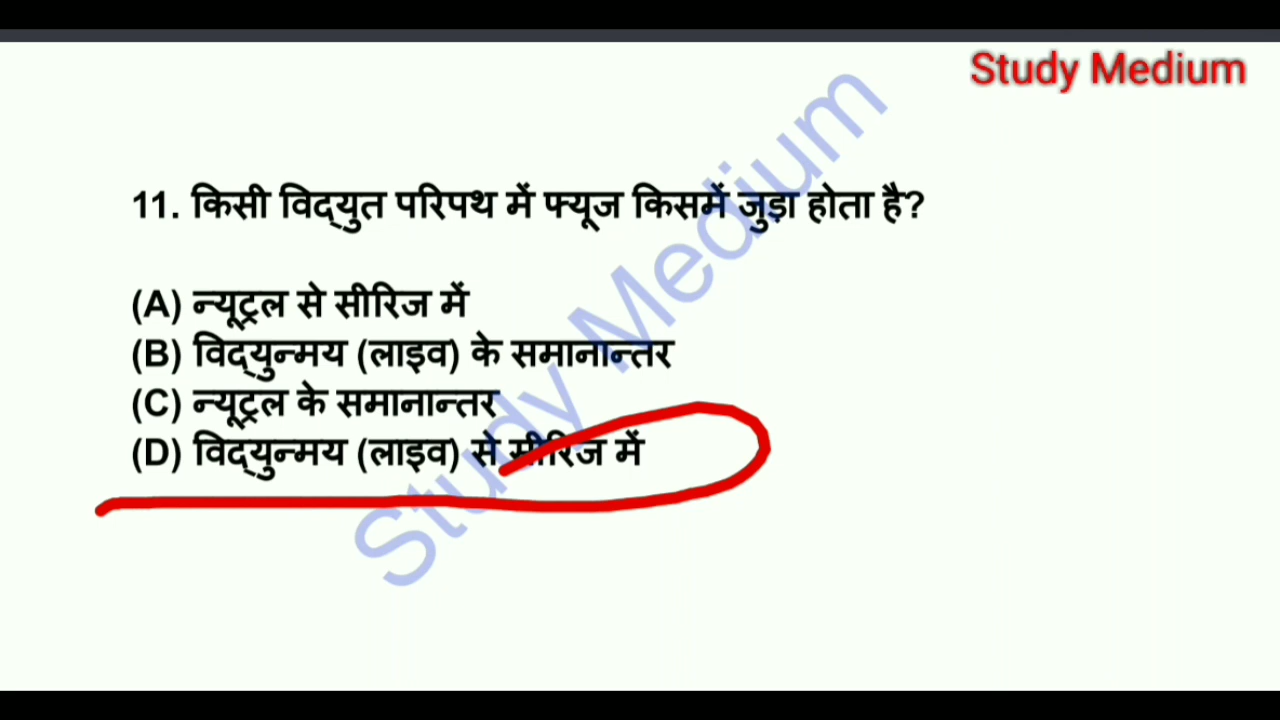 Study Medium
11. किसी विद्युत परिपथ में फ्यूज किसमें जुड़ा होता है?
(A) न्यूट्रल से सीरिज में
(B) विद्युन्मय (लाइव) के समानान्तर
(C) न्यूट्रल के समानान्तर
(D) विद्युन्मय (लाइव) से सीरिज में
Study Medium